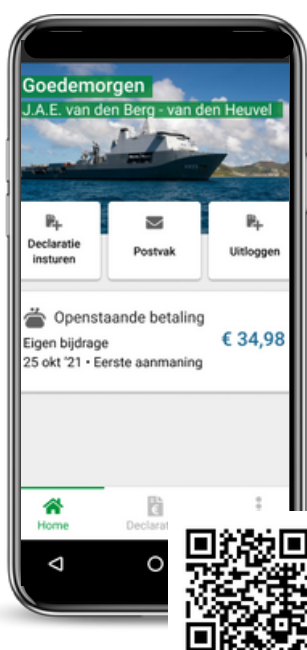 Goedemorgen
J.A.E. van den Berg - van den Heuvel
Declaratie
insturen
Postvak
Uitloggen
Openstaande betaling
Eigen bijdrage
€ 34,98
25 okt '21 • Eerste aanmaning
Home